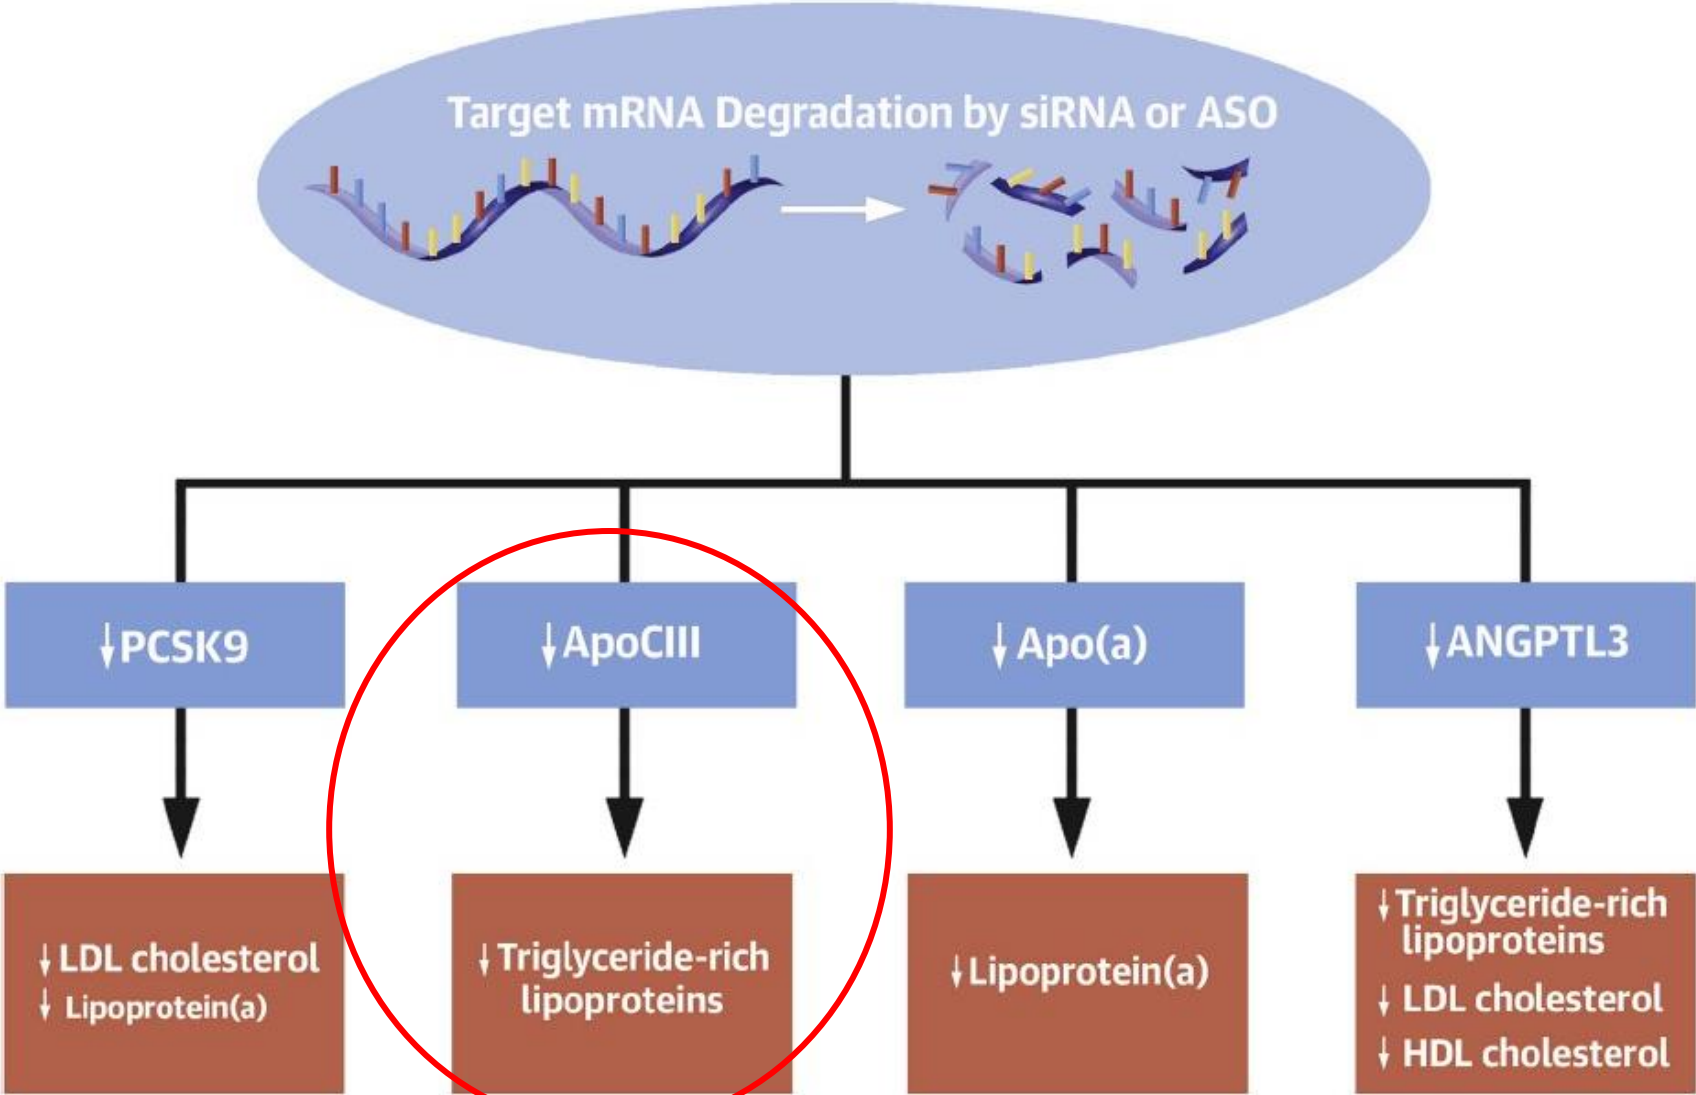 Target mRNA Degradation by siRNA or ASO
↓PCSK9
↓ApoCIII
↓Apo(a)
↓ANGPTL3
↓LDL cholesterol
↓Lipoprotein(a)
↓Triglyceride-rich
lipoproteins
↓Lipoprotein(a)
↓Triglyceride-rich
lipoproteins
↓LDL cholesterol
↓HDL cholesterol